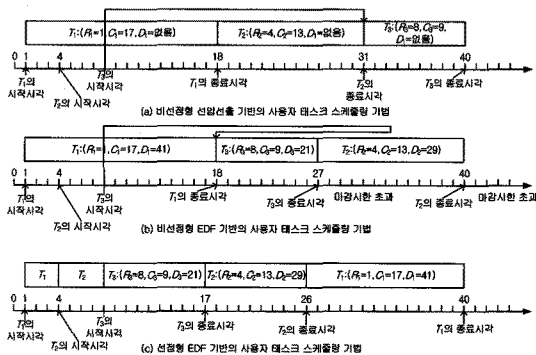 T₁:(R₁=1, C₁=17, D₁=없음) T₂:(R₂=4, C₂=13, D₁=없음) T₃:(R₃=8, C₃=9, D₁=없음)
0 1 4 18 31 40
T₁의 시작시각
T₂의 시작시각
T₃의 시작시각
T₁의 종료시각
T₂의 종료시각
T₃의 종료시각
(a) 비선점형 선입선출 기반의 사용자 태스크 스케줄링 기법
T₁:(R₁=1, C₁=17, D₁=41) T₃:(R₃=8, C₃=9, D₃=21) T₂:(R₂=4, C₂=13, D₂=29)
0 1 4 18 27 40
T₁의 시작시각
T₂의 시작시각
T₃의 시작시각
T₁의 종료시각
T₃의 종료시각
마감시한 초과
T₂의 종료시각
마감시한 초과
(b) 비선점형 EDF 기반의 사용자 태스크 스케줄링 기법
T₁ T₂ T₃:(R₃=8, C₃=9, D₃=21) T₂:(R₂=4, C₂=13, D₂=29) T₁:(R₁=1, C₁=17, D₁=41)
0 1 4 17 26 40
T₁의 시작시각
T₂의 시작시각
T₃의 시작시각
T₃의 종료시각
T₂의 종료시각
T₁의 종료시각
(c) 선점형 EDF 기반의 사용자 태스크 스케줄링 기법